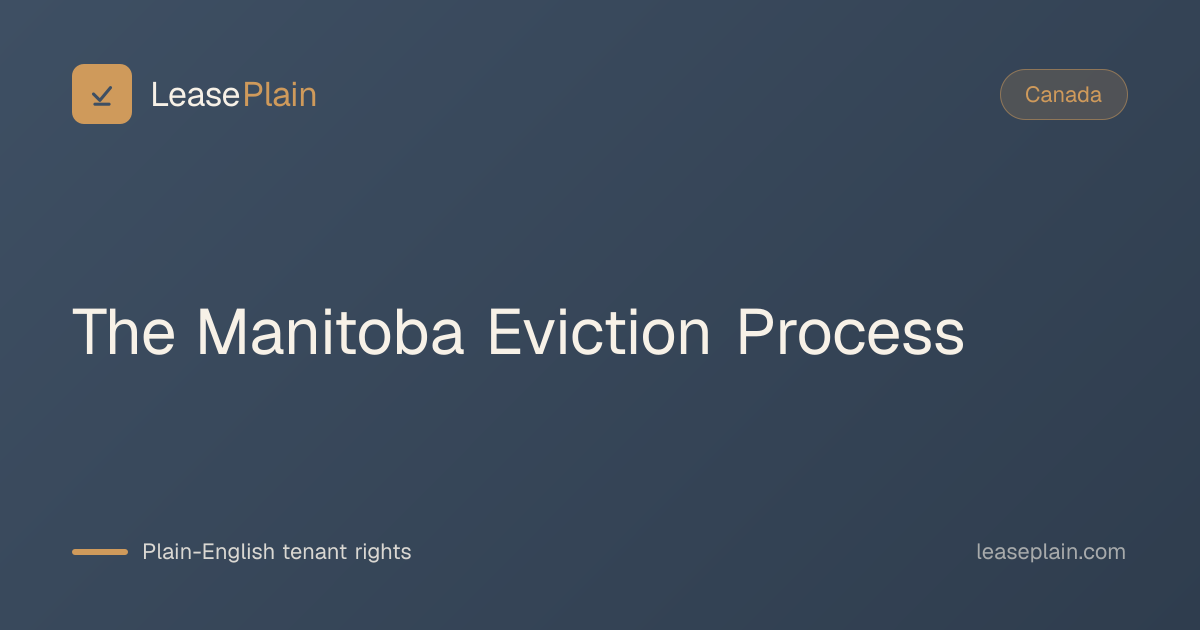 LeasePlain
Canada
The Manitoba Eviction Process
Plain-English tenant rights
leaseplain.com